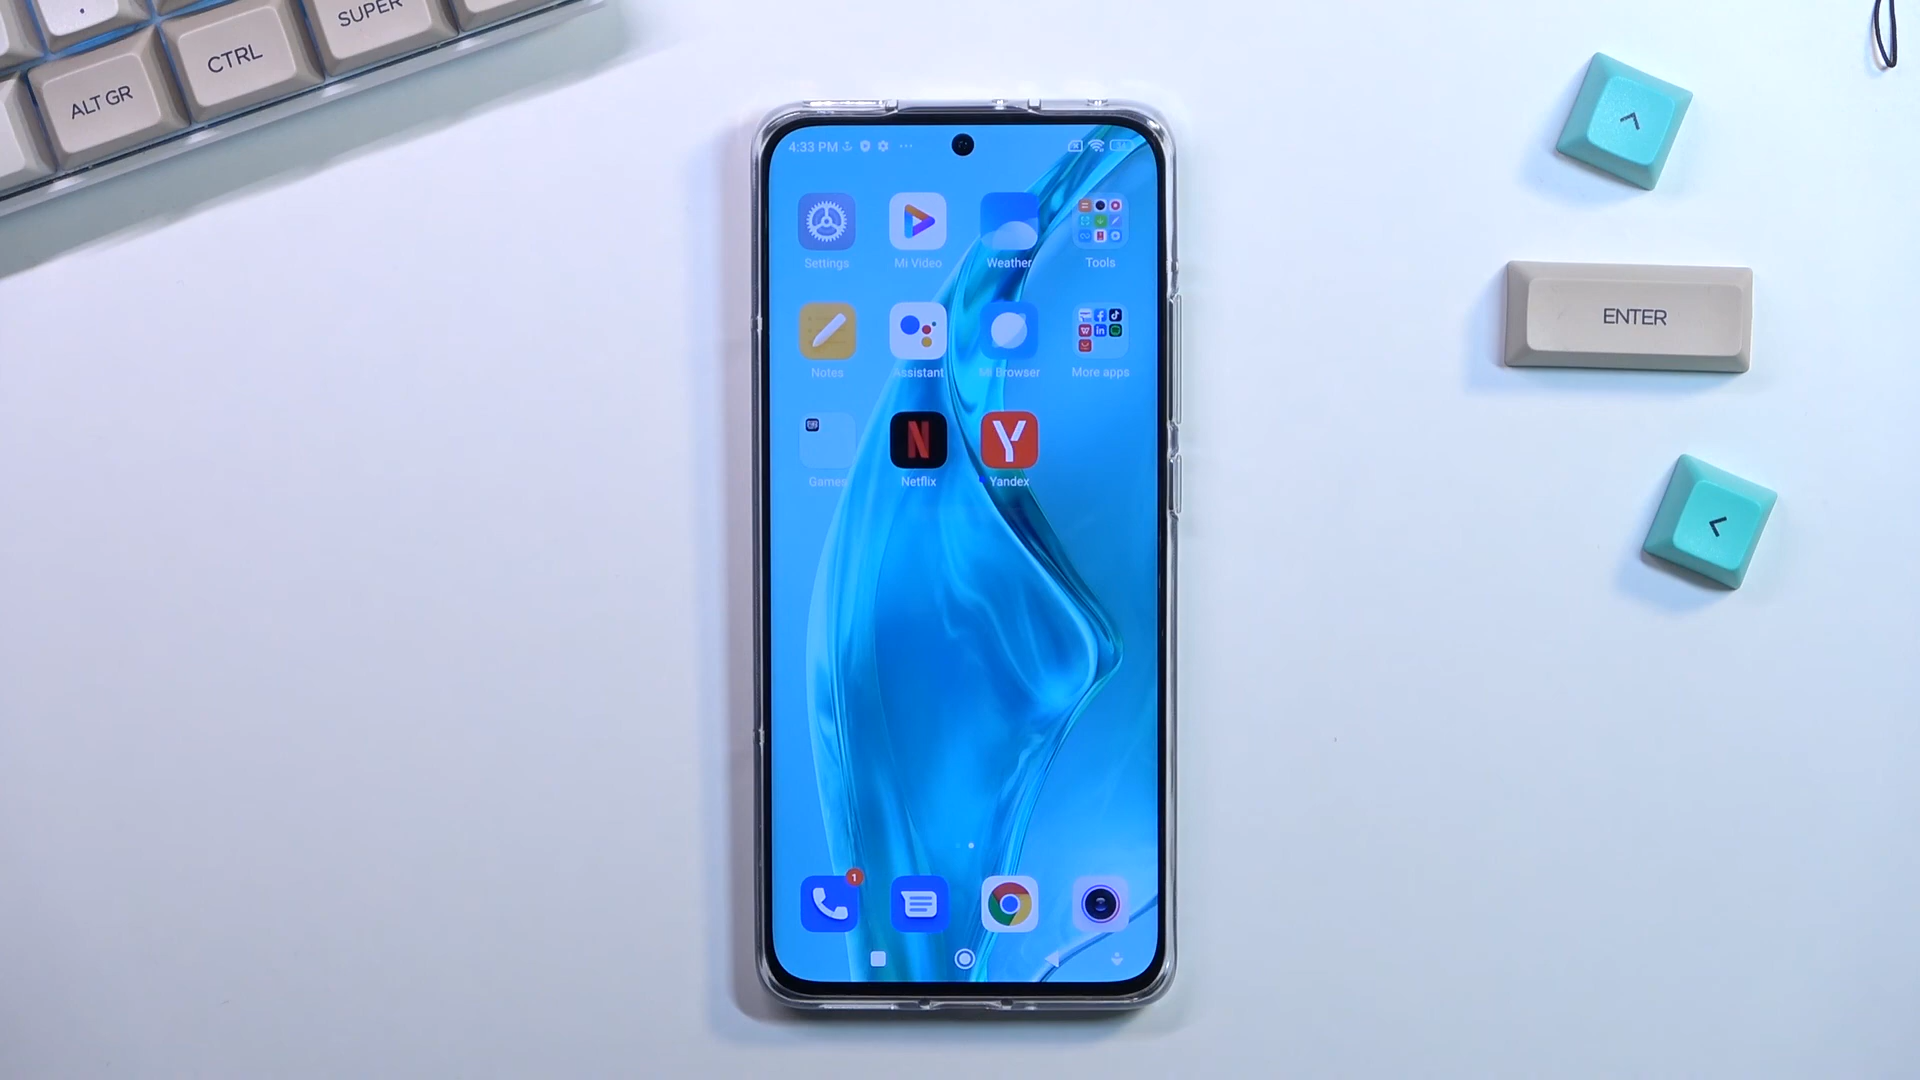 SUPER
CTRL
ALT GR
4:33 PM
Settings
Mi Video
Weather
Tools
Notes
Assistant
Mi Browser
More apps
Games
Netflix
Yandex
N
Y
1
ENTER